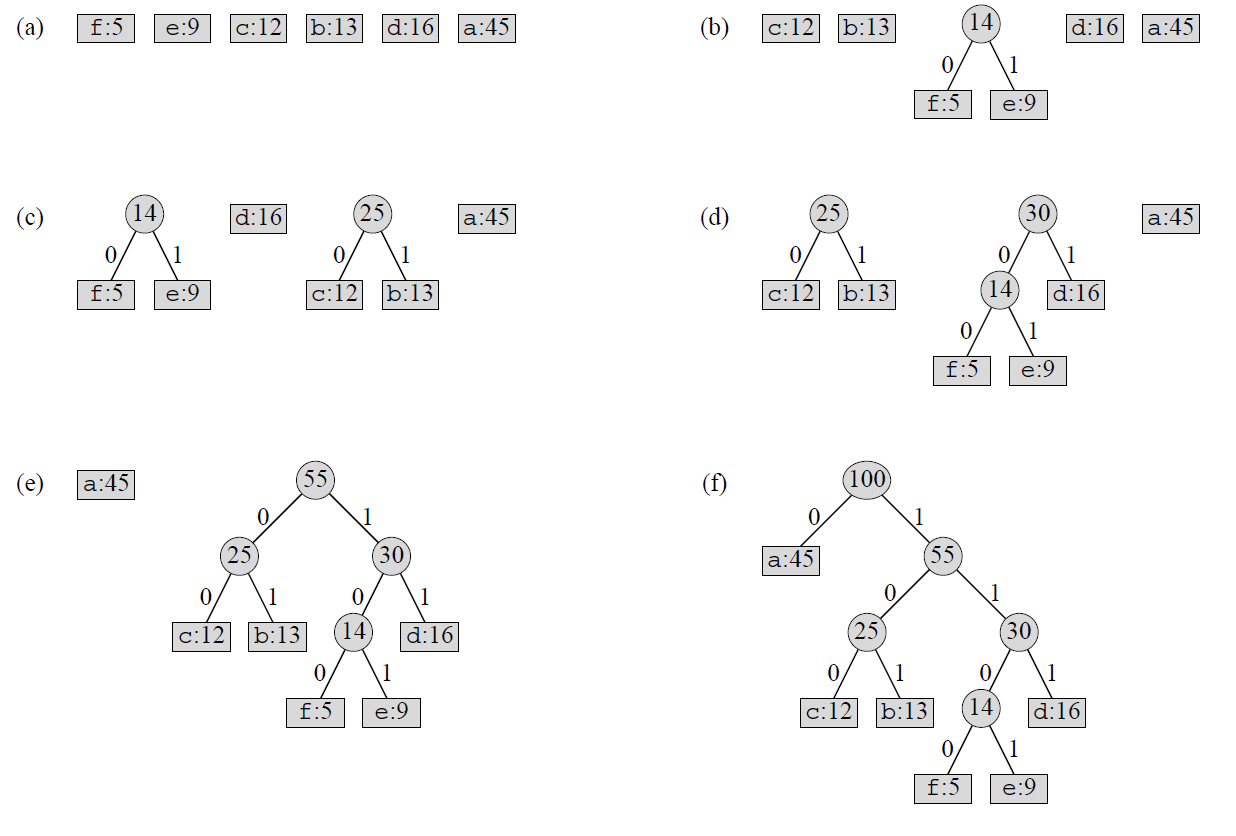 (a) f:5 e:9 c:12 b:13 d:16 a:45
(b) c:12 b:13 14 d:16 a:45
0 1
f:5 e:9
(c) 14 d:16 25 a:45
0 1 0 1
f:5 e:9 c:12 b:13
(d) 25 30 a:45
0 1 0 1
c:12 b:13 14 d:16
0 1
f:5 e:9
(e) a:45 55
0 1
25 30
0 1 0 1
c:12 b:13 14 d:16
0 1
f:5 e:9
(f) 100
0 1
a:45 55
0 1
25 30
0 1 0 1
c:12 b:13 14 d:16
0 1
f:5 e:9